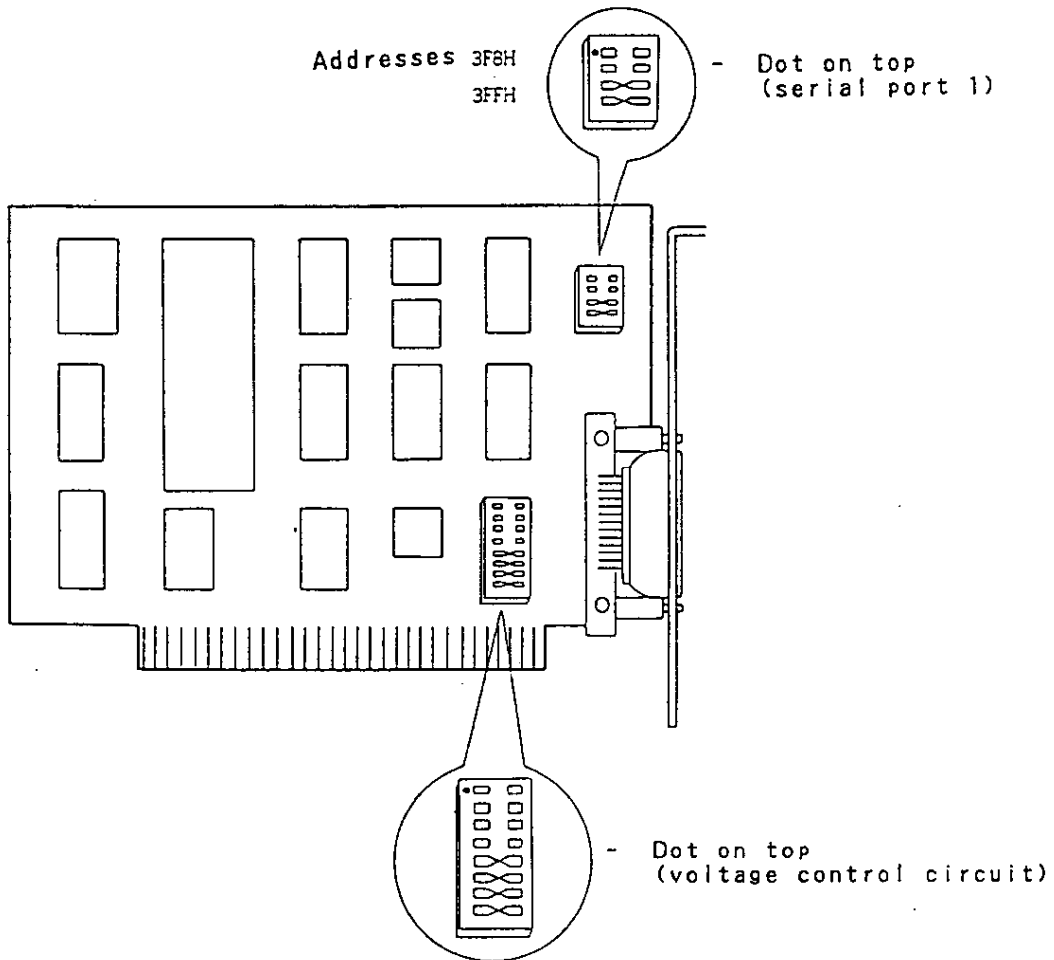 Addresses 3F8H
3FFH
- Dot on top
(serial port 1)
- Dot on top
(voltage control circuit)